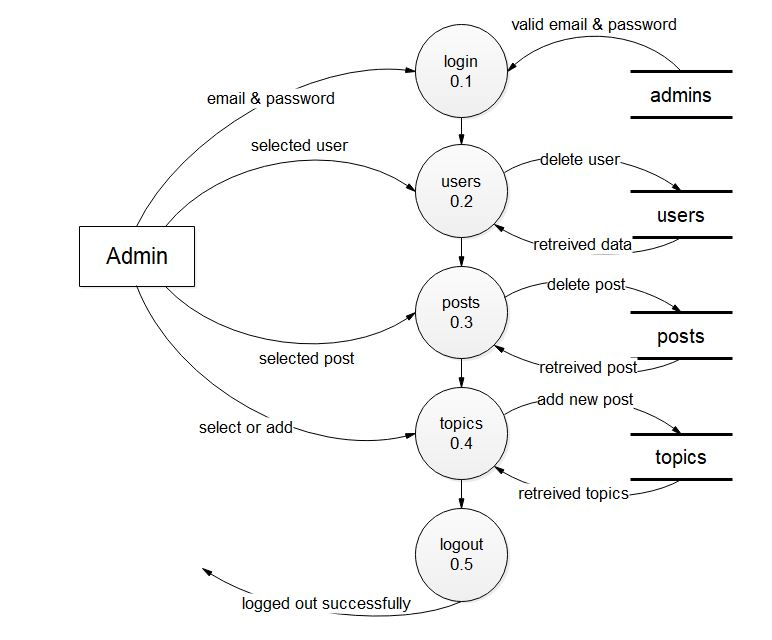 valid email & password
login
0.1
admins
email & password
selected user
delete user
users
0.2
users
retreived data
Admin
delete post
posts
0.3
posts
selected post
retreived post
add new post
select or add
topics
0.4
topics
retreived topics
logout
0.5
logged out successfully